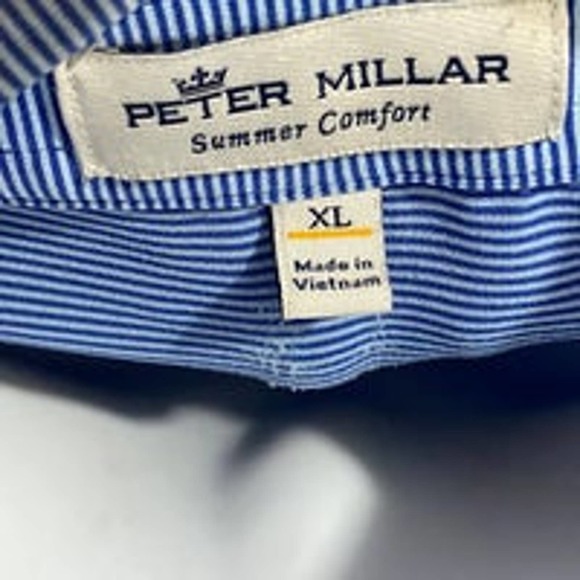 PETER MILLAR
Summer Comfort
XL
Made in
Vietnam